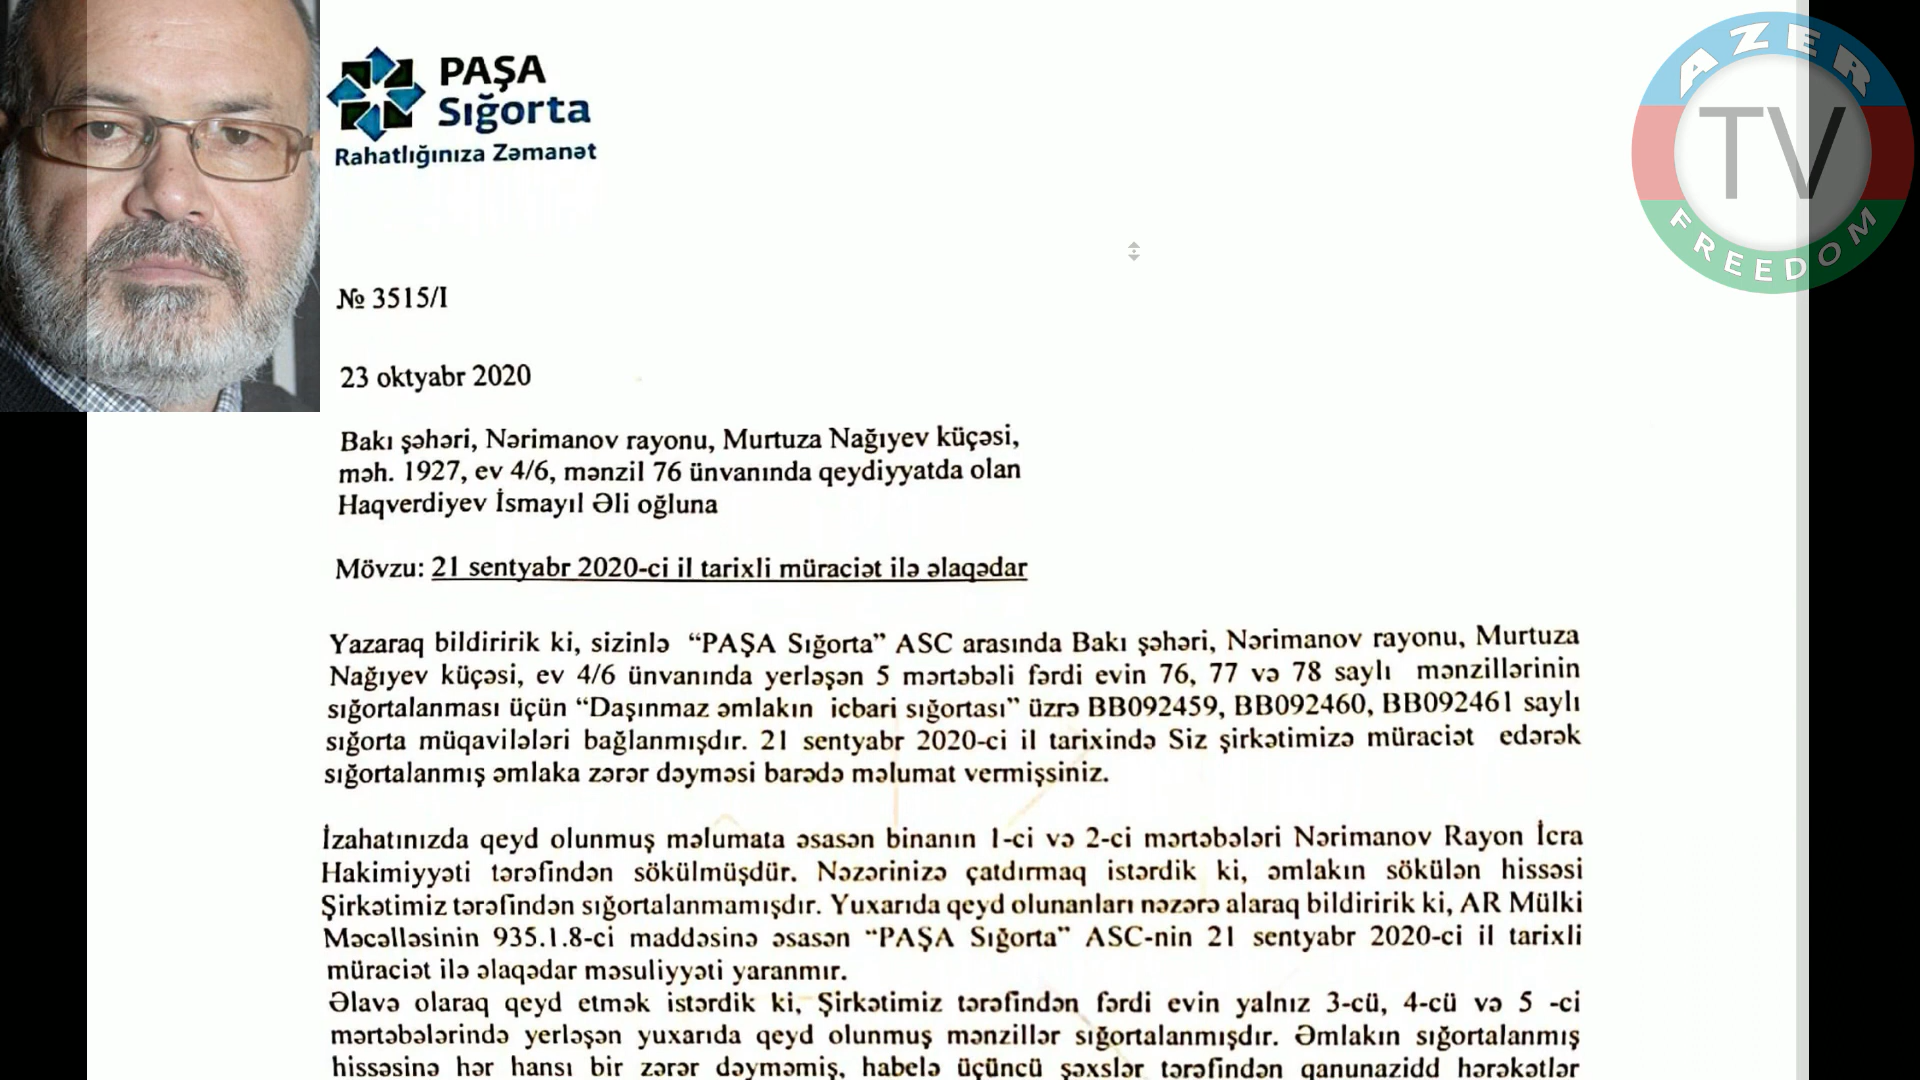 PAŞA
Sığorta
Rahatlığınıza Zəmanət
AZER
TV
FREEDOM
№ 3515/I
23 oktyabr 2020
Bakı şəhəri, Nərimanov rayonu, Murtuza Nağıyev küçəsi,
məh. 1927, ev 4/6, mənzil 76 ünvanında qeydiyyatda olan
Haqverdiyev İsmayıl Əli oğluna
Mövzu: 21 sentyabr 2020-ci il tarixli müraciət ilə əlaqədar
Yazaraq bildiririk ki, sizinlə “PAŞA Sığorta” ASC arasında Bakı şəhəri, Nərimanov rayonu, Murtuza
Nağıyev küçəsi, ev 4/6 ünvanında yerləşən 5 mərtəbəli fərdi evin 76, 77 və 78 saylı mənzillərinin
sığortalanması üçün “Daşınmaz əmlakın icbari sığortası” üzrə BB092459, BB092460, BB092461 saylı
sığorta müqavilələri bağlanmışdır. 21 sentyabr 2020-ci il tarixində Siz şirkətimizə müraciət edərək
sığortalanmış əmlaka zərər dəyməsi barədə məlumat vermişsiniz.
İzahatınızda qeyd olunmuş məlumata əsasən binanın 1-ci və 2-ci mərtəbələri Nərimanov Rayon İcra
Hakimiyyəti tərəfindən sökülmüşdür. Nəzərinizə çatdırmaq istərdik ki, əmlakın sökülən hissəsi
Şirkətimiz tərəfindən sığortalanmamışdır. Yuxarıda qeyd olunanları nəzərə alaraq bildiririk ki, AR Mülki
Məcəlləsinin 935.1.8-ci maddəsinə əsasən “PAŞA Sığorta” ASC-nin 21 sentyabr 2020-ci il tarixli
müraciət ilə əlaqədar məsuliyyəti yaranmır.
Əlavə olaraq qeyd etmək istərdik ki, Şirkətimiz tərəfindən fərdi evin yalnız 3-cü, 4-cü və 5 -ci
mərtəbələrində yerləşən yuxarıda qeyd olunmuş mənzillər sığortalanmışdır. Əmlakın sığortalanmış
hissəsinə hər hansı bir zərər dəyməmiş, habelə üçüncü şəxslər tərəfindən qanunazidd hərəkətlər